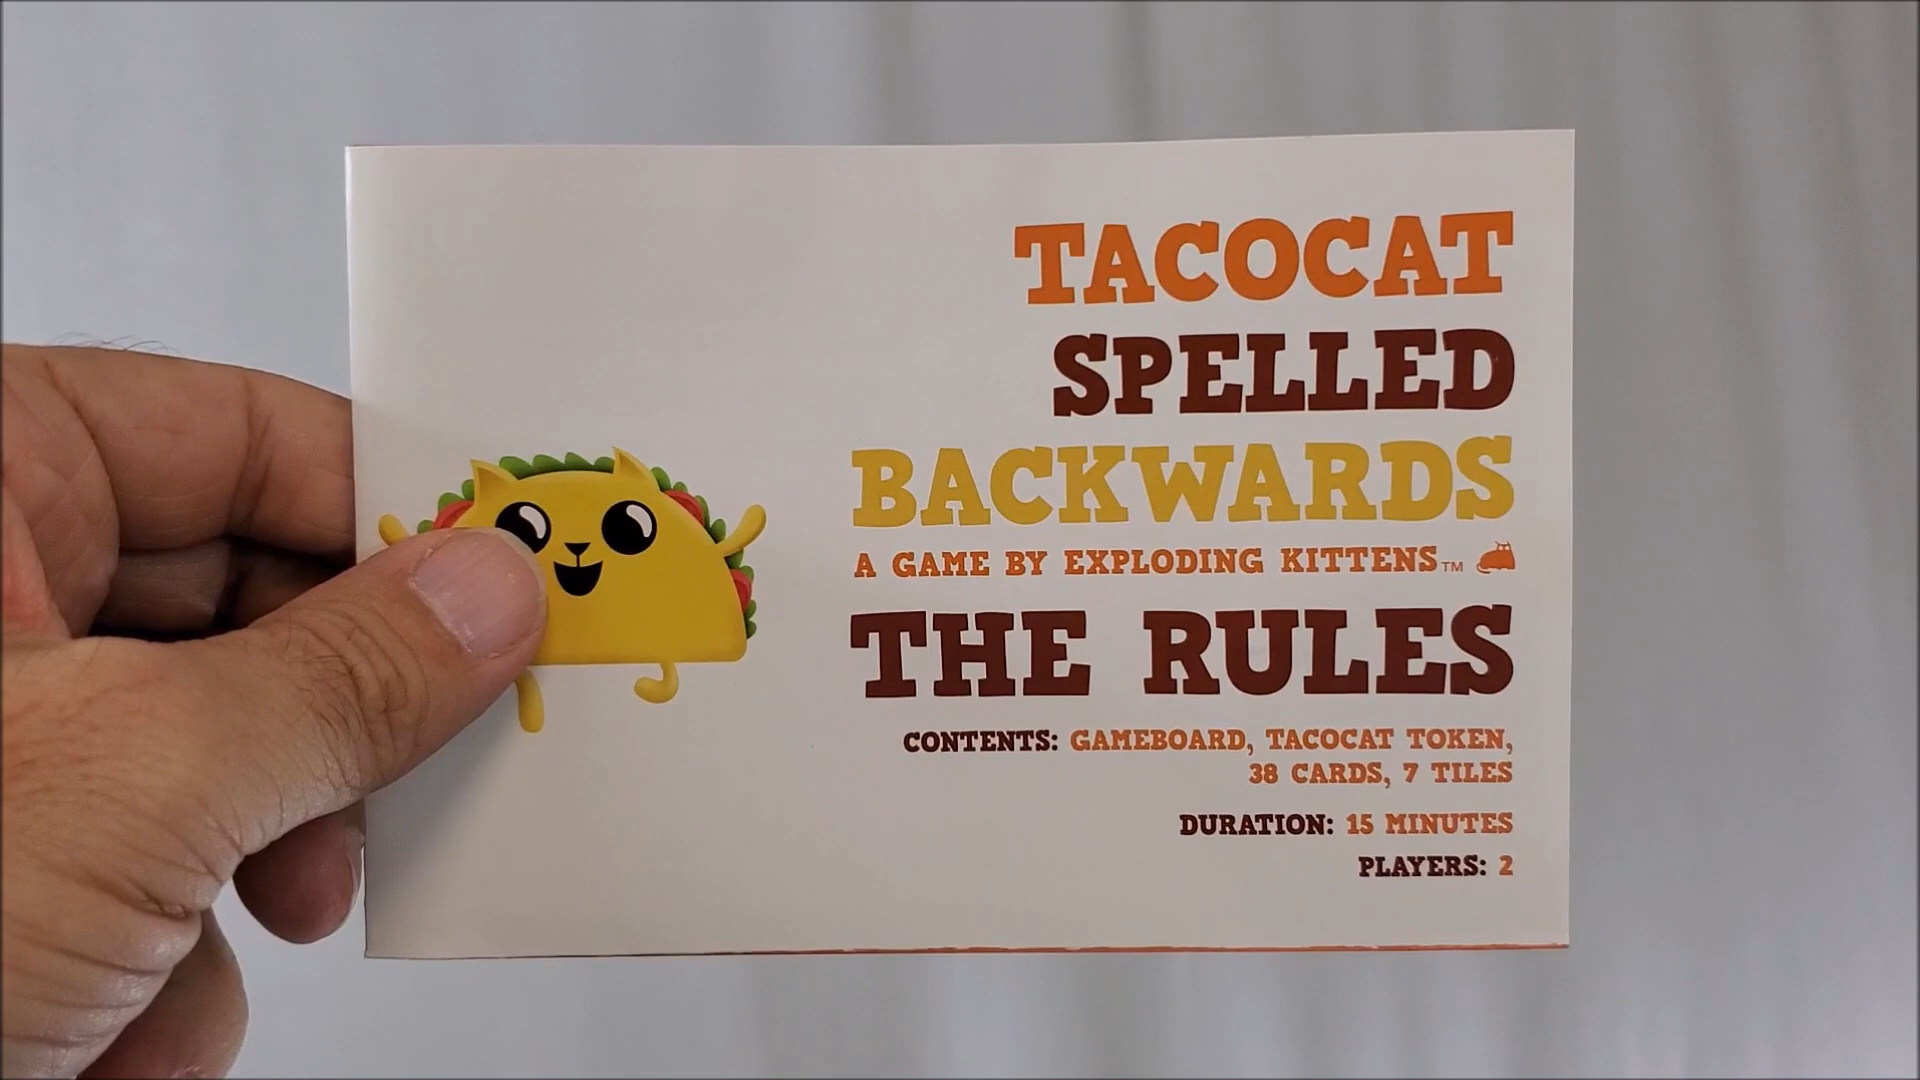 TACOCAT
SPELLED
BACKWARDS
A GAME BY EXPLODING KITTENS™
THE RULES
CONTENTS: GAMEBOARD, TACOCAT TOKEN,
38 CARDS, 7 TILES
DURATION: 15 MINUTES
PLAYERS: 2